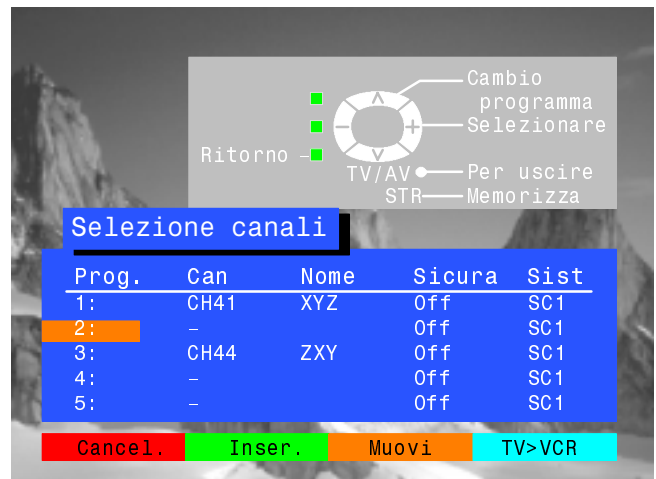 Cambio
programma
Selezionare
Ritorno –
TV/AV Per uscire
STR Memorizza
Selezione canali
Prog. Can Nome Sicura Sist
1: CH41 XYZ Off SC1
2: – Off SC1
3: CH44 ZXY Off SC1
4: – Off SC1
5: – Off SC1
Cancel. Inser. Muovi TV>VCR